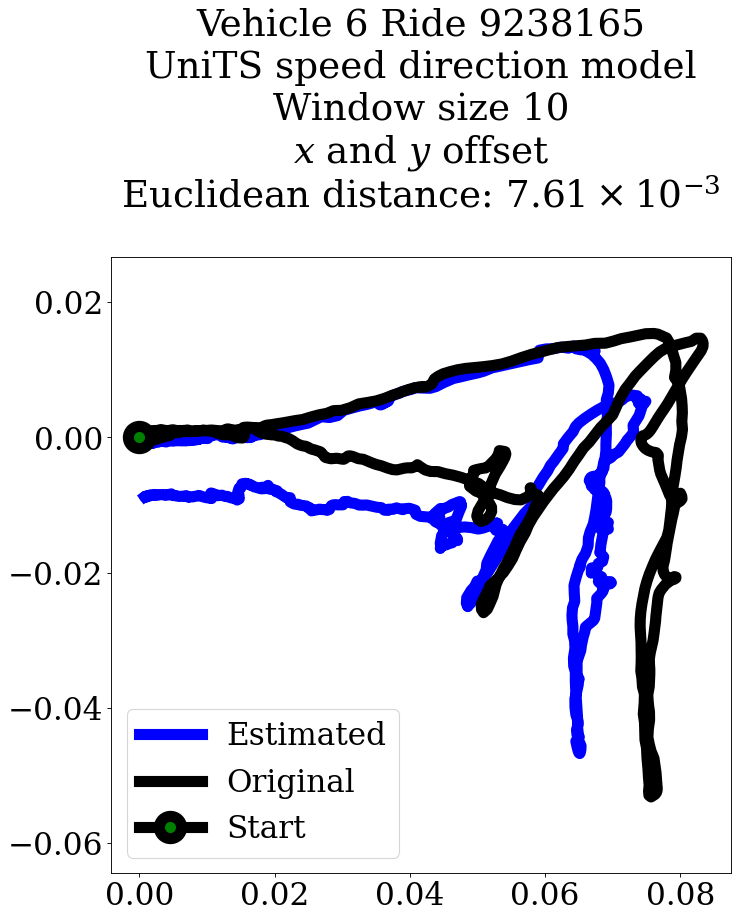 Vehicle 6 Ride 9238165
UniTS speed direction model
Window size 10
x and y offset
Euclidean distance: 7.61 × 10⁻³
0.02
0.00
−0.02
−0.04
−0.06
Estimated
Original
Start
0.00 0.02 0.04 0.06 0.08